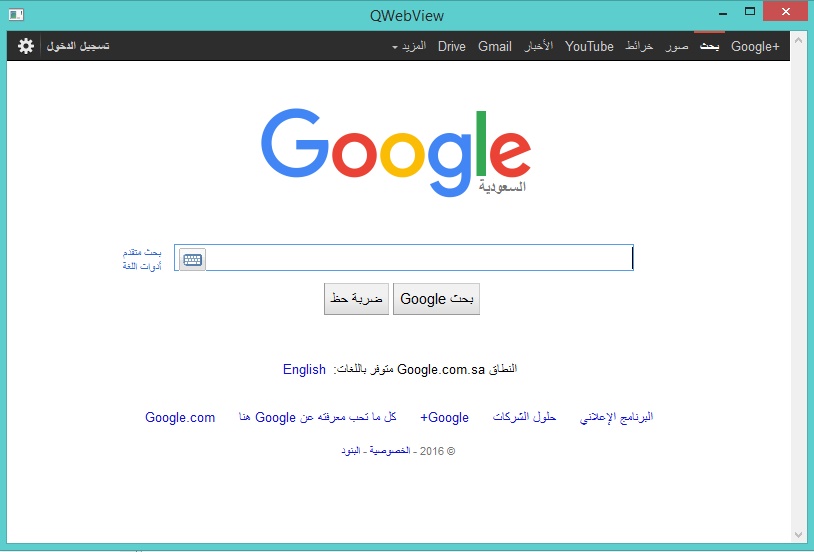 QWebView
Google+ بحث صور خرائط YouTube الأخبار Gmail Drive المزيد تسجيل الدخول
Google
السعودية
بحث متقدم
أدوات اللغة
بحث Google ضربة حظ
النطاق Google.com.sa متوفر باللغات: English
البرنامج الإعلاني حلول الشركات Google+ كل ما تحب معرفته عن Google هنا Google.com
© 2016 - الخصوصية - البنود